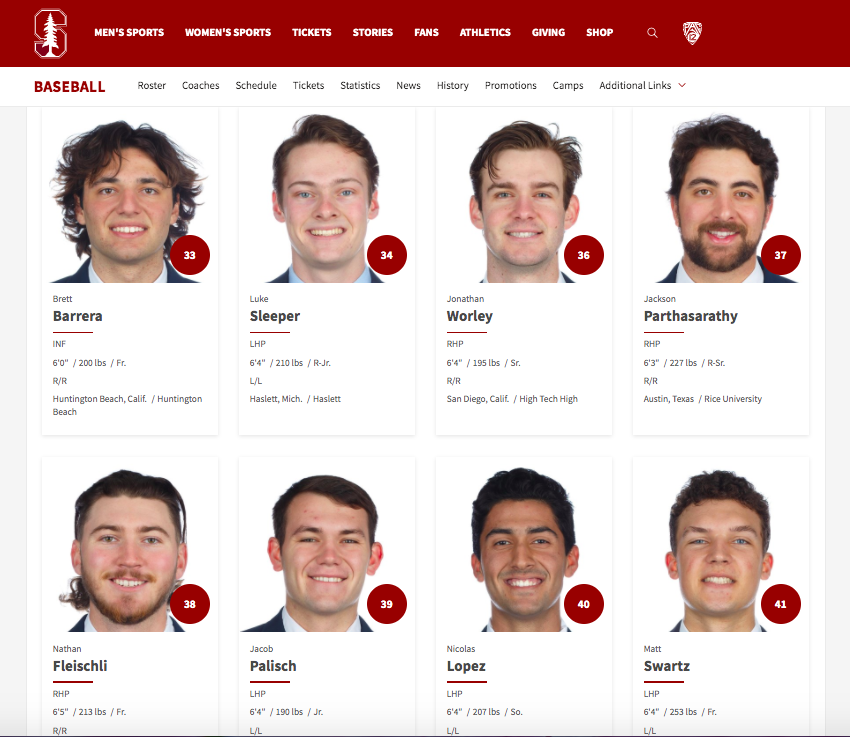 S
MEN'S SPORTS WOMEN'S SPORTS TICKETS STORIES FANS ATHLETICS GIVING SHOP
12
BASEBALL Roster Coaches Schedule Tickets Statistics News History Promotions Camps Additional Links
33 34 36 37
Brett Luke Jonathan Jackson
Barrera Sleeper Worley Parthasarathy
INF LHP RHP RHP
6'0" / 200 lbs / Fr. 6'4" / 210 lbs / R-Jr. 6'4" / 195 lbs / Sr. 6'3" / 227 lbs / R-Sr.
R/R L/L R/R R/R
Huntington Beach, Calif. / Huntington Beach Haslett, Mich. / Haslett San Diego, Calif. / High Tech High Austin, Texas / Rice University
38 39 40 41
Nathan Jacob Nicolas Matt
Fleischli Palisch Lopez Swartz
RHP LHP LHP LHP
6'5" / 213 lbs / Fr. 6'4" / 190 lbs / Jr. 6'4" / 207 lbs / So. 6'4" / 253 lbs / Fr.
R/R L/L L/L L/L